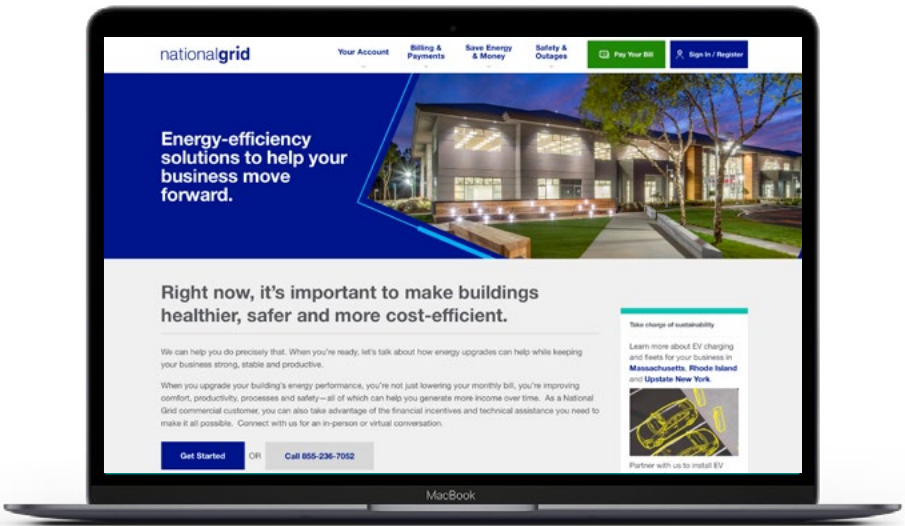 nationalgrid
Your Account
Billing &
Payments
Save Energy
& Money
Safety &
Outages
Pay Your Bill
Sign In / Register
Energy-efficiency
solutions to help your
business move
forward.
Right now, it's important to make buildings
healthier, safer and more cost-efficient.
We can help you do precisely that. When you're ready, let's talk about how energy upgrades can help while keeping
your business strong, stable and productive.
When you upgrade your building's energy performance, you're not just lowering your monthly bill, you're improving
comfort, productivity, processes and safety—all of which can help you generate more income over time. As a National
Grid commercial customer, you can also take advantage of the financial incentives and technical assistance you need to
make it all possible. Connect with us for an in-person or virtual conversation.
Get Started
OR
Call 855-236-7052
Take charge of sustainability
Learn more about EV charging
and fleets for your business in
Massachusetts, Rhode Island
and Upstate New York.
Partner with us to install EV
MacBook